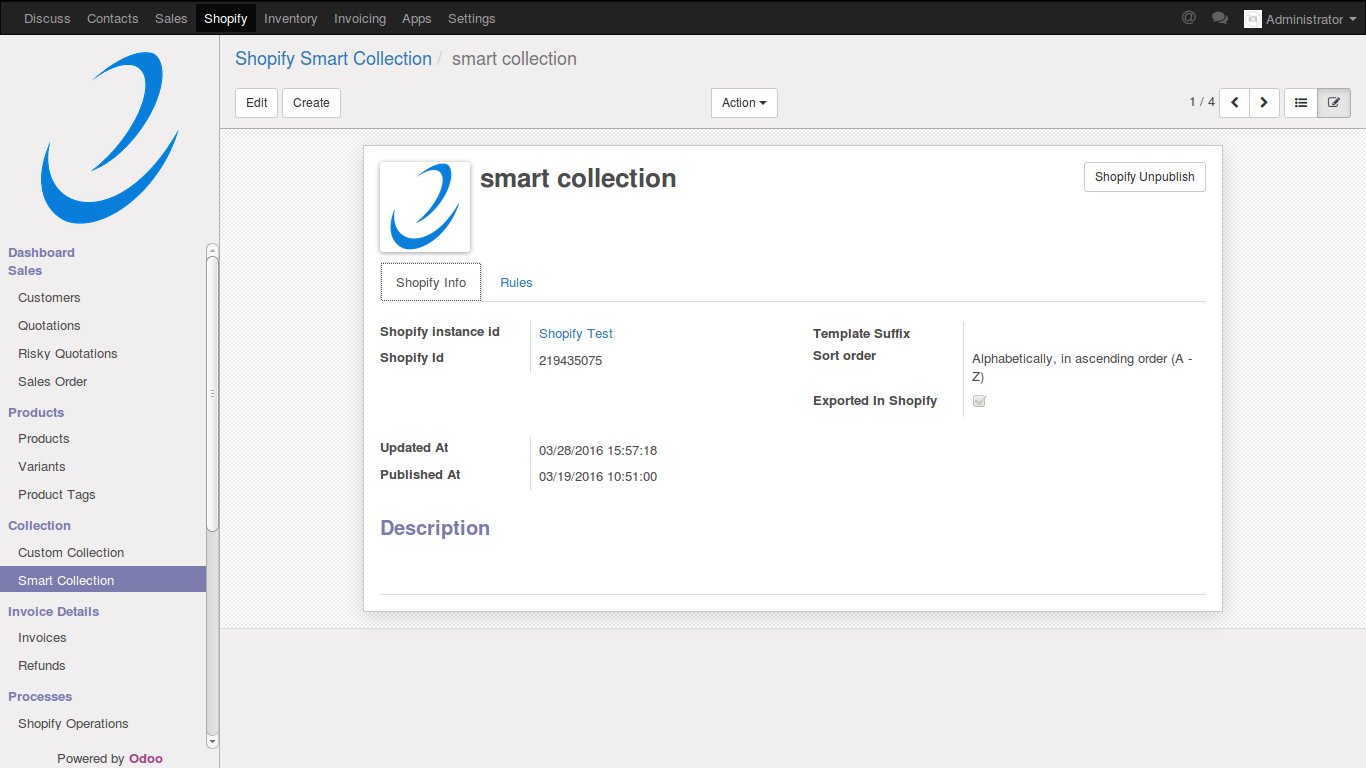 Discuss Contacts Sales Shopify Inventory Invoicing Apps Settings @ Administrator
Shopify Smart Collection / smart collection
Edit Create Action 1 / 4
Dashboard
Sales
Customers
Quotations
Risky Quotations
Sales Order
Products
Products
Variants
Product Tags
Collection
Custom Collection
Smart Collection
Invoice Details
Invoices
Refunds
Processes
Shopify Operations
Powered by Odoo
smart collection
Shopify Unpublish
Shopify Info Rules
Shopify instance id Shopify Test
Shopify Id 219435075
Template Suffix
Sort order Alphabetically, in ascending order (A -
Z)
Exported In Shopify
Updated At 03/28/2016 15:57:18
Published At 03/19/2016 10:51:00
Description